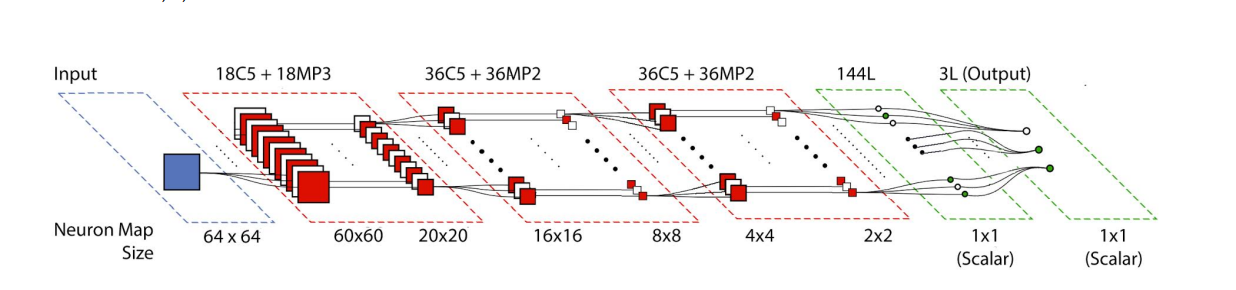 Input 18C5 + 18MP3 36C5 + 36MP2 36C5 + 36MP2 144L 3L (Output)
Neuron Map 64 x 64 60x60 20x20 16x16 8x8 4x4 2x2 1x1 1x1
Size (Scalar) (Scalar)